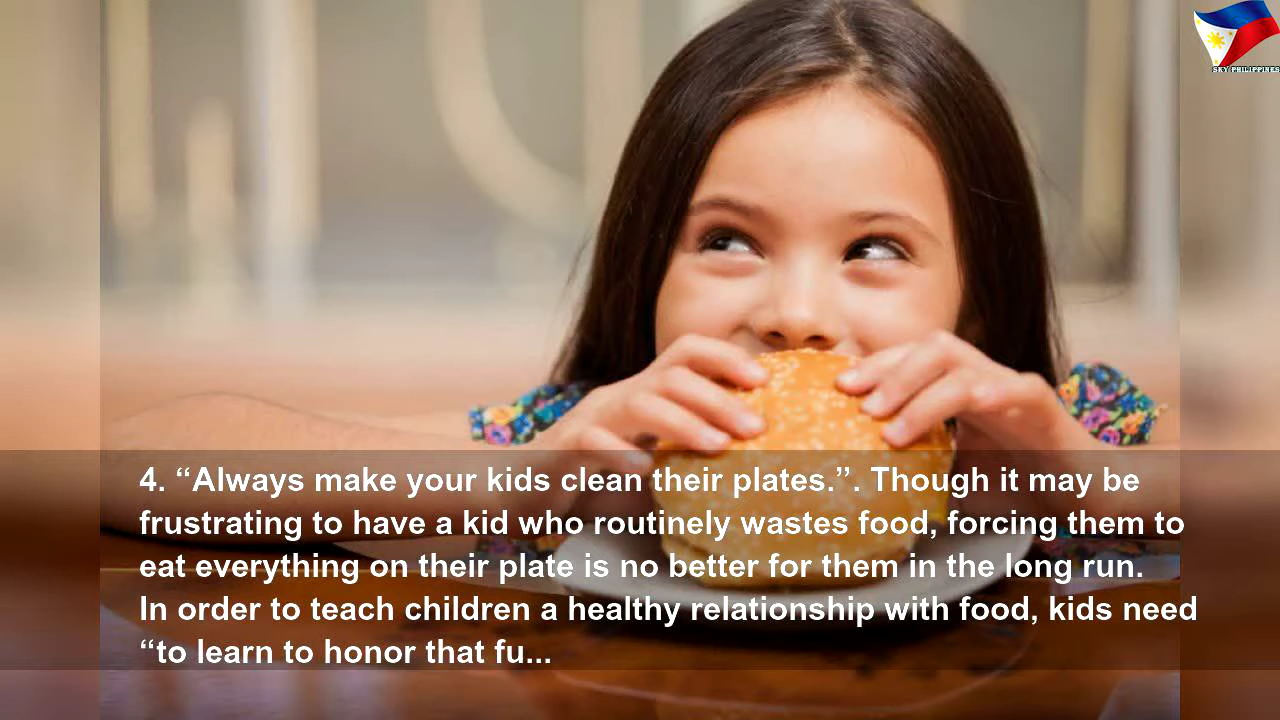 SKY PHILIPPINES
4. “Always make your kids clean their plates.”. Though it may be
frustrating to have a kid who routinely wastes food, forcing them to
eat everything on their plate is no better for them in the long run.
In order to teach children a healthy relationship with food, kids need
“to learn to honor that fu...